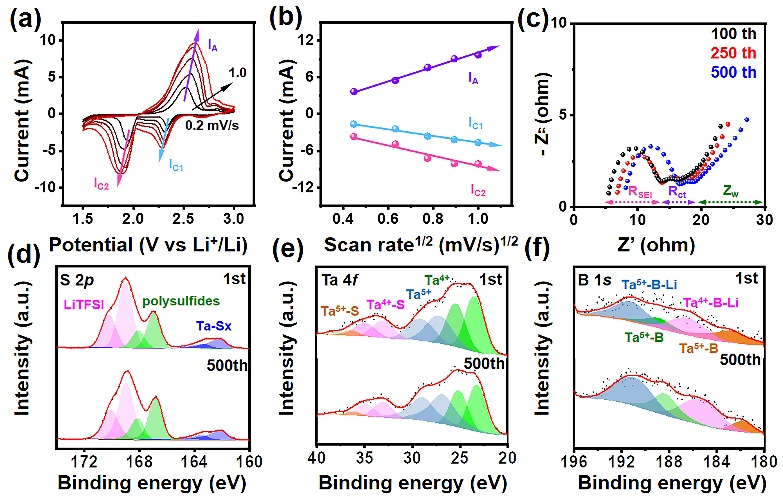 (a)
10
5
0
-5
-10
Current (mA)
1.5
2.0
2.5
3.0
Potential (V vs Li⁺/Li)
I_A
1.0
0.2 mV/s
I_C2
I_C1
(b)
12
8
4
0
-4
-8
-12
Current (mA)
0.4
0.6
0.8
1.0
Scan rate^1/2 (mV/s)^1/2
I_A
I_C1
I_C2
(c)
10
5
0
0
10
20
30
Z' (ohm)
100 th
250 th
500 th
R_SEI
R_ct
Z_w
(d)
S 2p
1st
LiTFSI
polysulfides
Ta-Sx
500th
Intensity (a.u.)
172
168
164
160
Binding energy (eV)
(e)
Ta 4f
1st
Ta⁵⁺-S
Ta⁴⁺-S
Ta⁵⁺
Ta⁴⁺
500th
Intensity (a.u.)
40
35
30
25
20
Binding energy (eV)
(f)
B 1s
1st
Ta⁵⁺-B-Li
Ta⁴⁺-B-Li
Ta⁵⁺-B
Ta⁵⁺-B
500th
Intensity (a.u.)
196
192
188
184
180
Binding energy (eV)